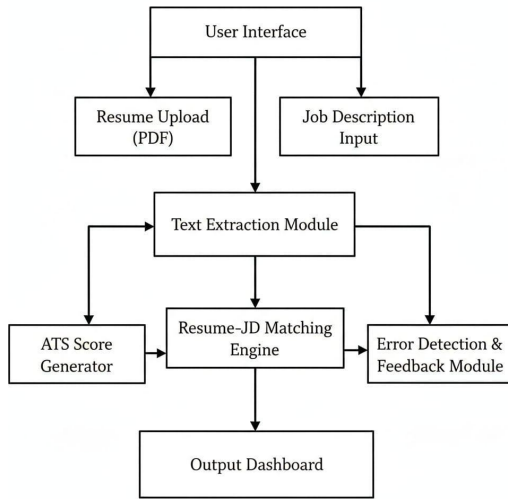 User Interface
Resume Upload
(PDF)
Job Description
Input
Text Extraction Module
ATS Score
Generator
Resume–JD Matching
Engine
Error Detection &
Feedback Module
Output Dashboard